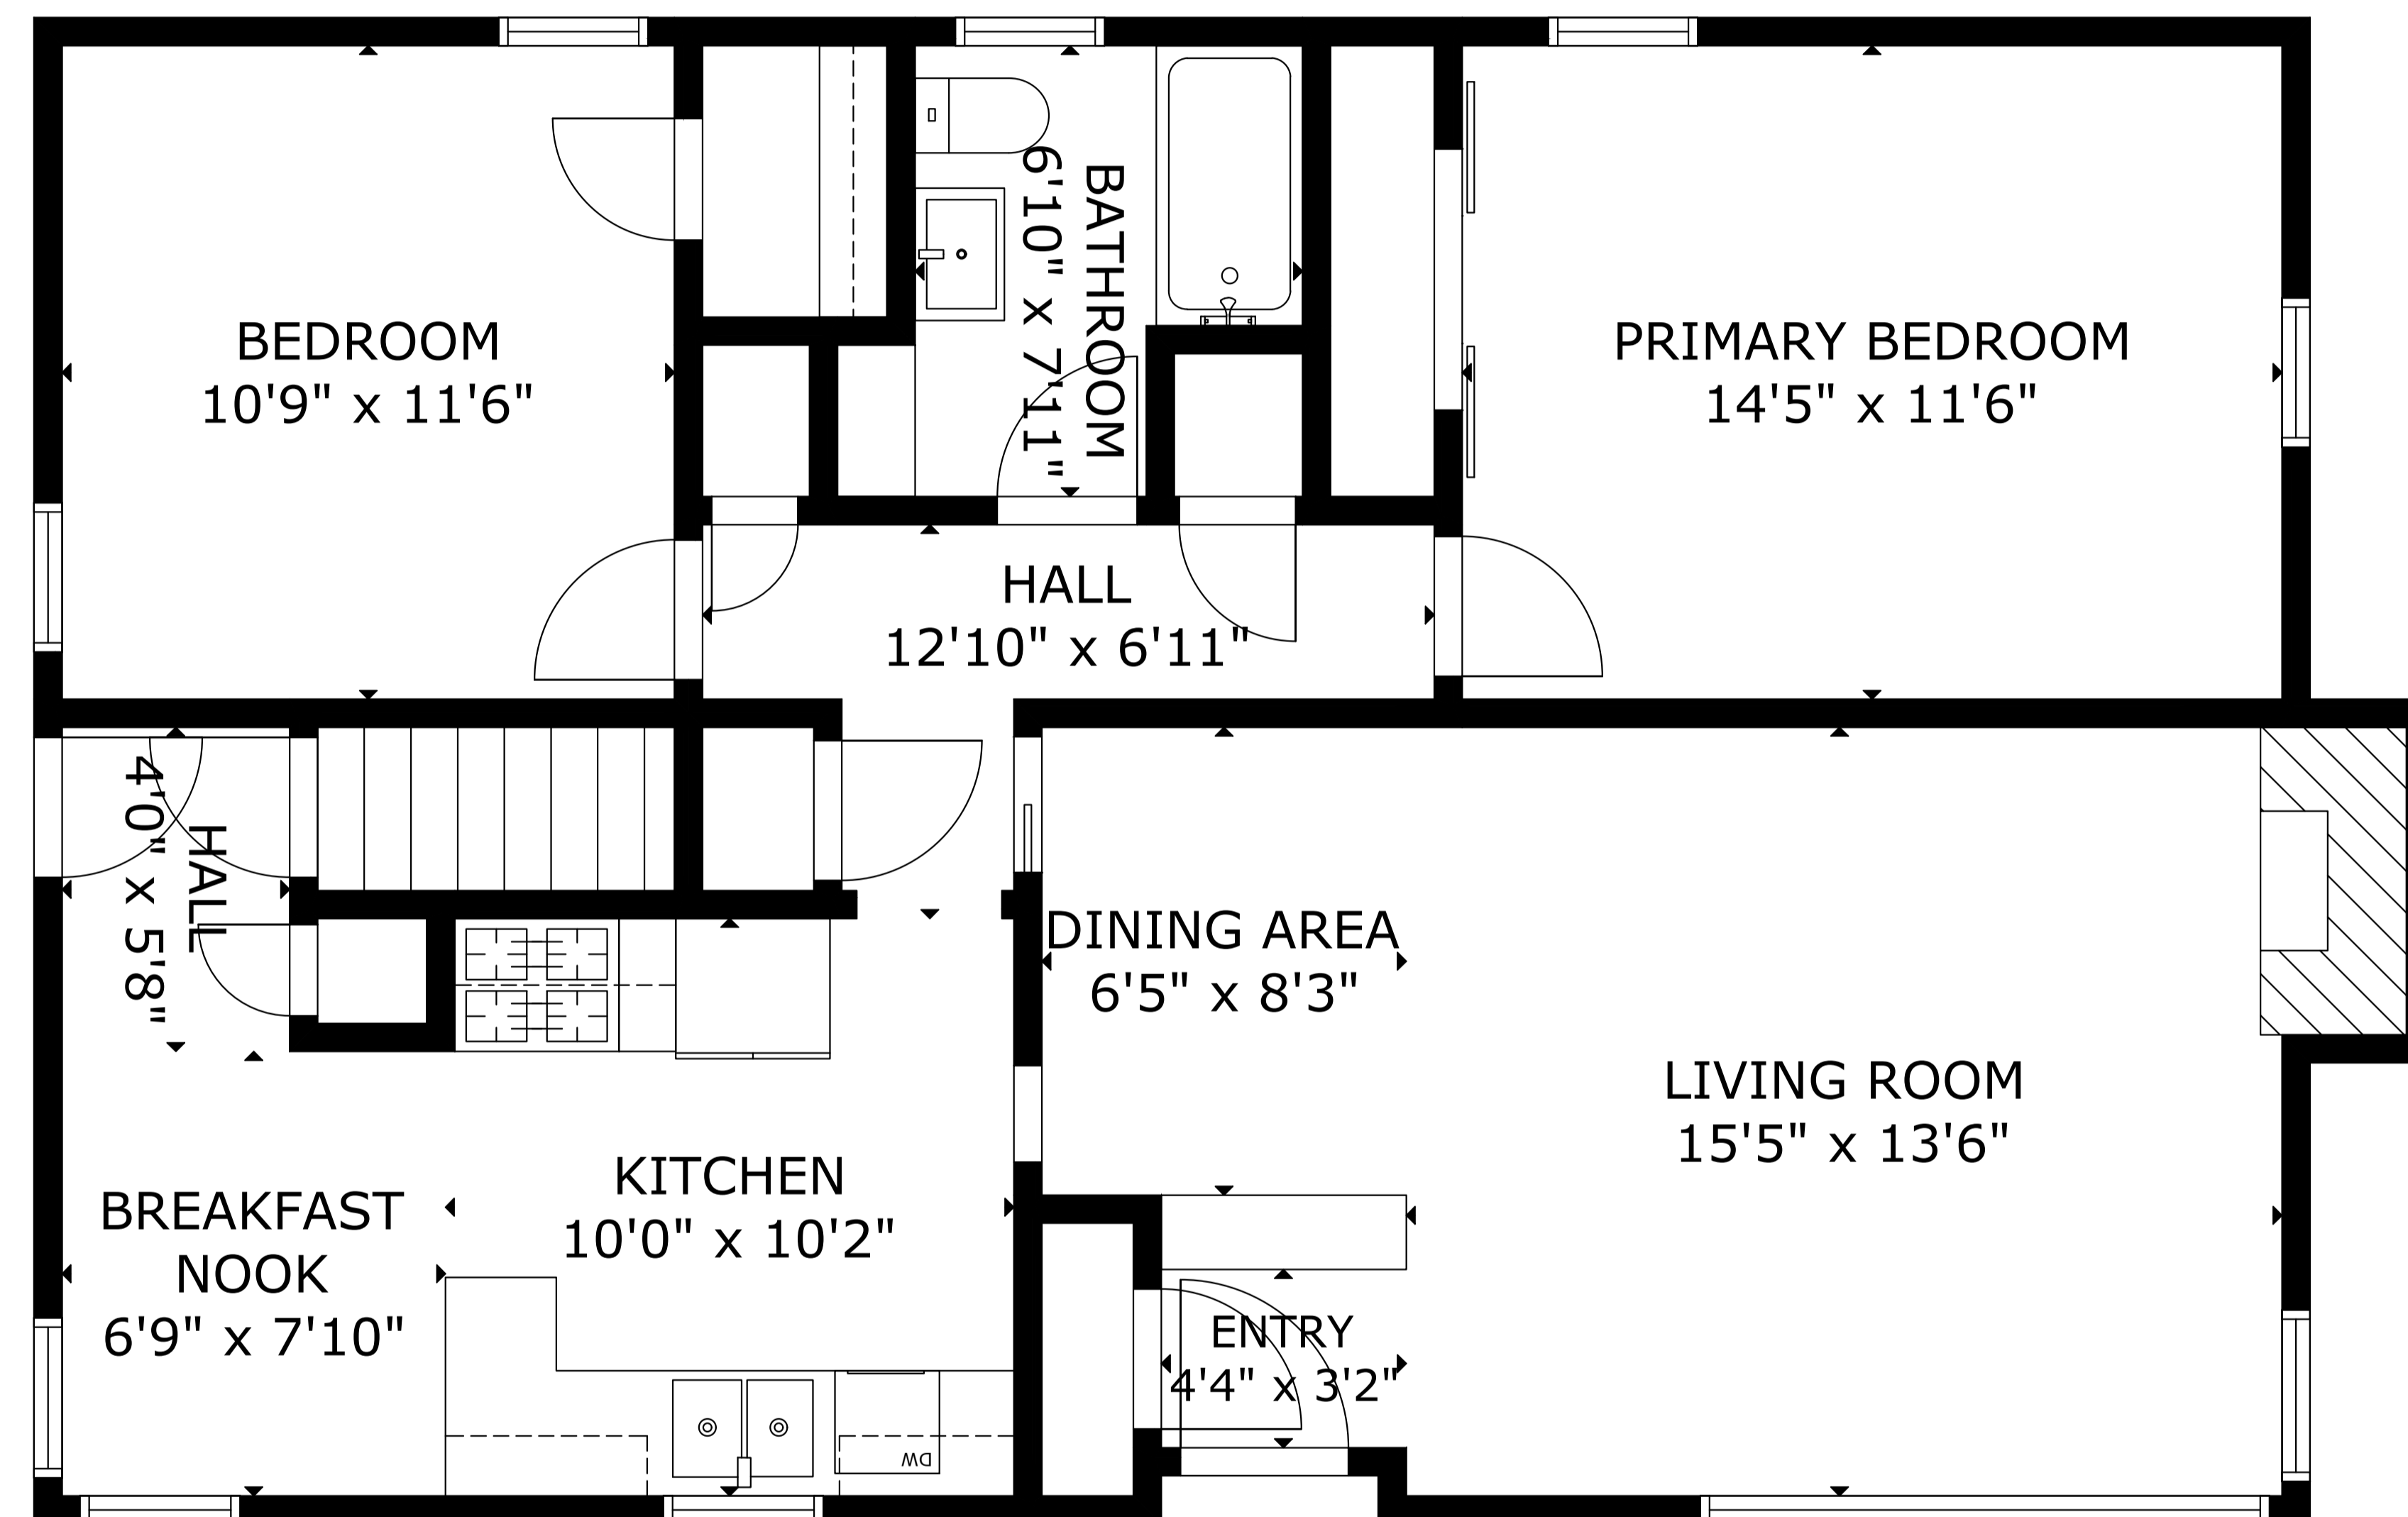 BATHROOM
6'10" x 7'11"
BEDROOM
10'9" x 11'6"
PRIMARY BEDROOM
14'5" x 11'6"
HALL
12'10" x 6'11"
HALL
4'0" x 5'8"
DINING AREA
6'5" x 8'3"
LIVING ROOM
15'5" x 13'6"
KITCHEN
10'0" x 10'2"
BREAKFAST
NOOK
6'9" x 7'10"
ENTRY
4'4" x 3'2"
DW